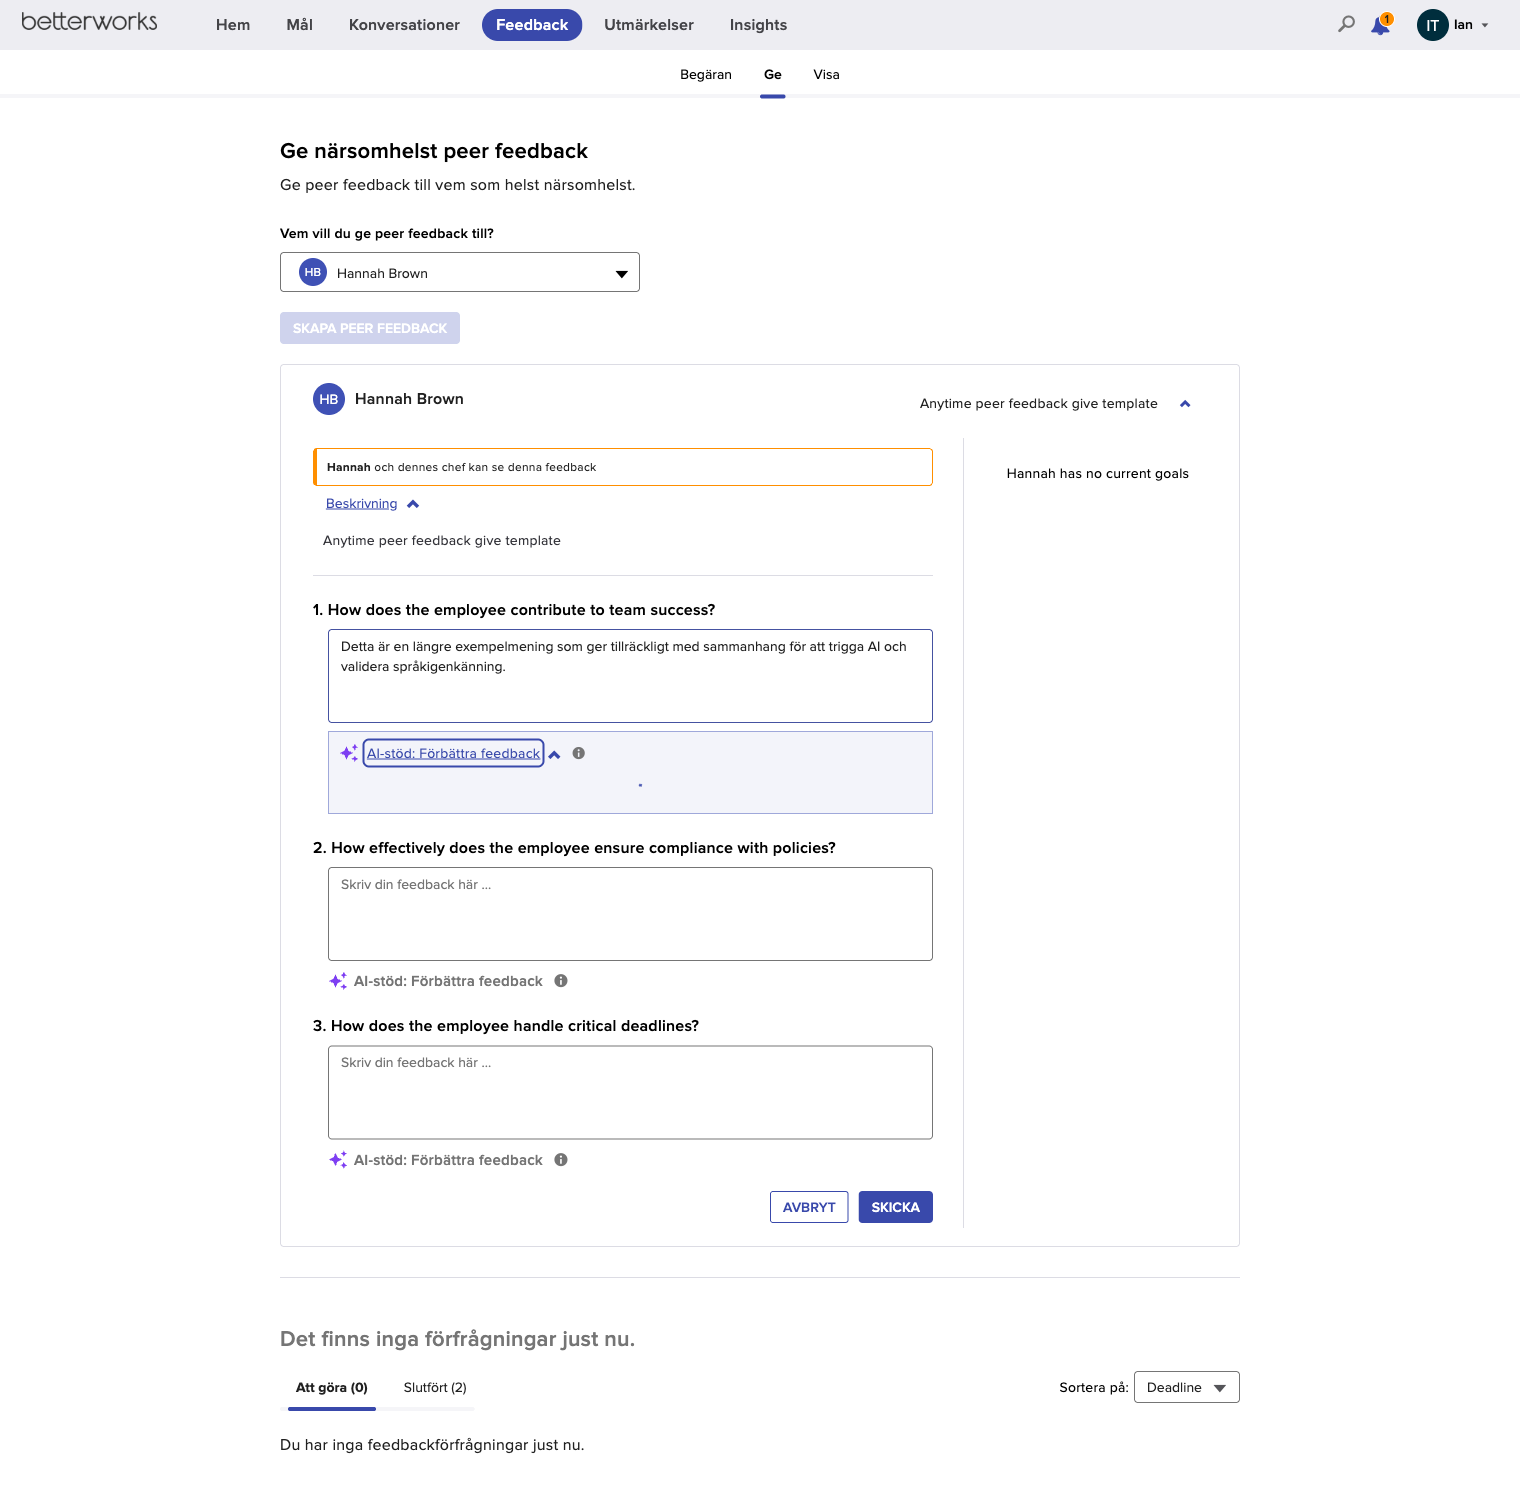 betterworks
Hem
Mål
Konversationer
Feedback
Utmärkelser
Insights
1
IT
Ian
Begäran
Ge
Visa
Ge närsomhelst peer feedback
Ge peer feedback till vem som helst närsomhelst.
Vem vill du ge peer feedback till?
HB Hannah Brown
SKAPA PEER FEEDBACK
HB Hannah Brown
Anytime peer feedback give template
Hannah och dennes chef kan se denna feedback
Hannah has no current goals
Beskrivning
Anytime peer feedback give template
1. How does the employee contribute to team success?
Detta är en längre exempelmening som ger tillräckligt med sammanhang för att trigga AI och
validera språkigenkänning.
AI-stöd: Förbättra feedback
2. How effectively does the employee ensure compliance with policies?
Skriv din feedback här ...
AI-stöd: Förbättra feedback
3. How does the employee handle critical deadlines?
Skriv din feedback här ...
AI-stöd: Förbättra feedback
AVBRYT
SKICKA
Det finns inga förfrågningar just nu.
Att göra (0)
Slutfört (2)
Sortera på:
Deadline
Du har inga feedbackförfrågningar just nu.